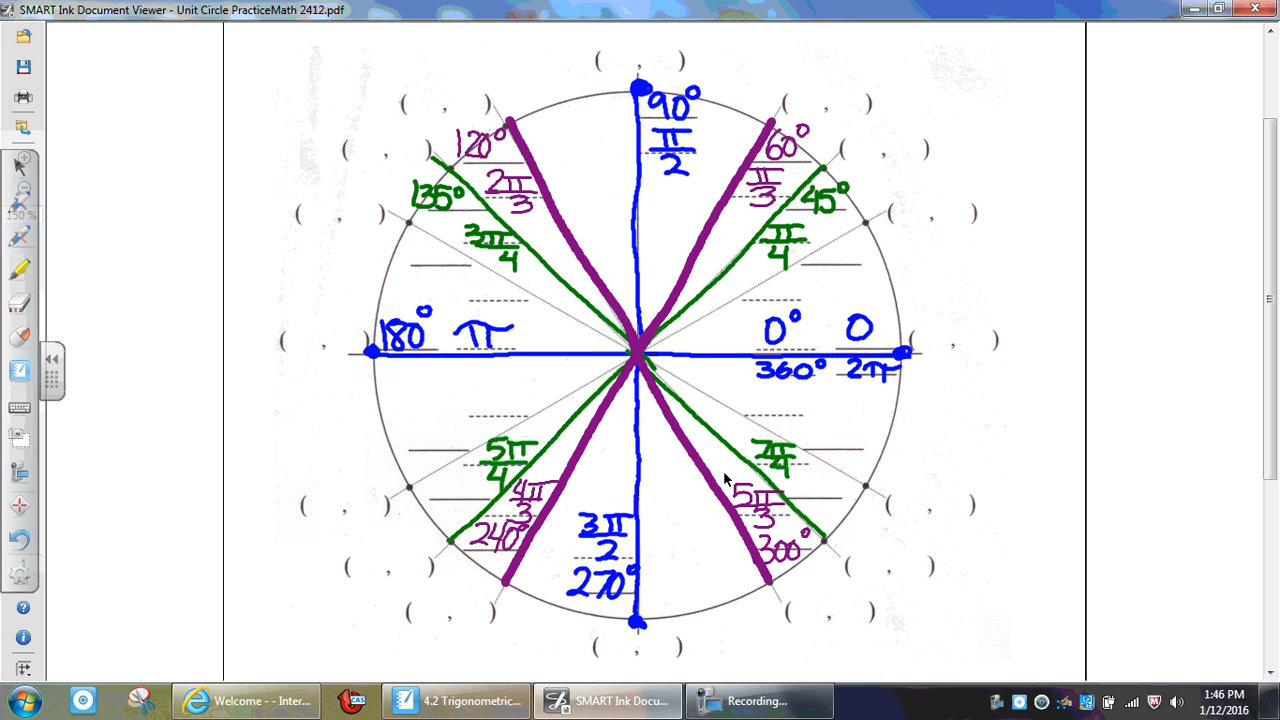 SMART Ink Document Viewer - Unit Circle PracticeMath 2412.pdf
( , )
90°
π/2
( , )
( , )
120°
2π/3
60°
π/3
( , )
( , )
135°
3π/4
45°
π/4
( , )
( , )
150 %
180° π
0° 0
360° 2π
( , )
( , )
5π/4
7π/4
4π/3
240°
5π/3
300°
( , )
( , )
3π/2
270°
( , )
( , )
( , )
( , )
( , )
Welcome - - Inter...
CAS
4.2 Trigonometric...
SMART Ink Docu...
Recording...
1:46 PM
1/12/2016